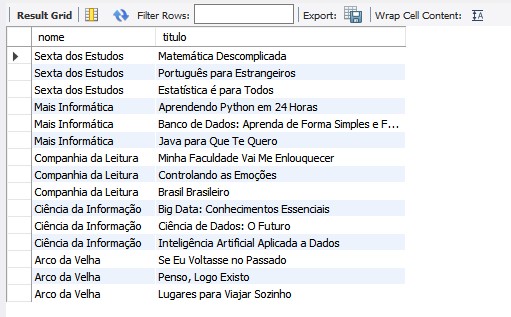 Result Grid Filter Rows: Export: Wrap Cell Content: IA
nome titulo
Sexta dos Estudos Matemática Descomplicada
Sexta dos Estudos Português para Estrangeiros
Sexta dos Estudos Estatística é para Todos
Mais Informática Aprendendo Python em 24 Horas
Mais Informática Banco de Dados: Aprenda de Forma Simples e F...
Mais Informática Java para Que Te Quero
Companhia da Leitura Minha Faculdade Vai Me Enlouquecer
Companhia da Leitura Controlando as Emoções
Companhia da Leitura Brasil Brasileiro
Ciência da Informação Big Data: Conhecimentos Essenciais
Ciência da Informação Ciência de Dados: O Futuro
Ciência da Informação Inteligência Artificial Aplicada a Dados
Arco da Velha Se Eu Voltasse no Passado
Arco da Velha Penso, Logo Existo
Arco da Velha Lugares para Viajar Sozinho